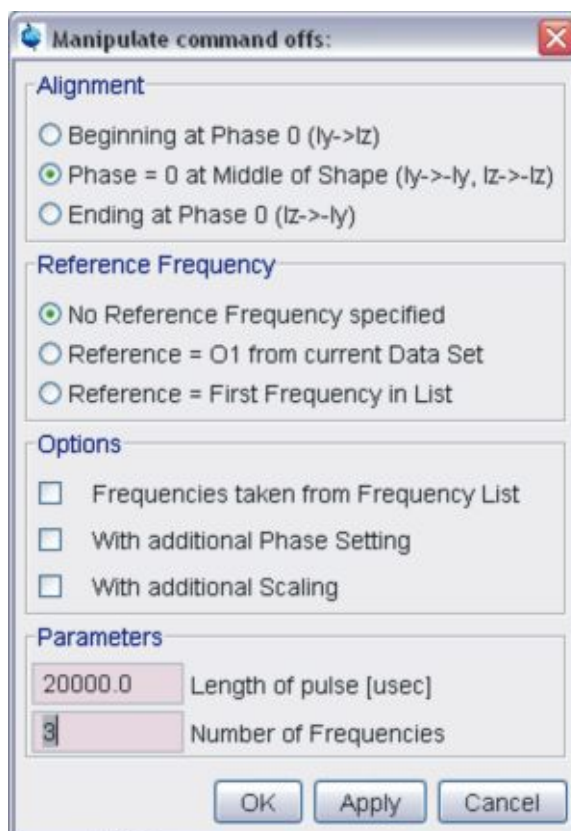 Manipulate command offs:
Alignment
Beginning at Phase 0 (Iy->Iz)
Phase = 0 at Middle of Shape (Iy->-Iy, Iz->-Iz)
Ending at Phase 0 (Iz->-Iy)
Reference Frequency
No Reference Frequency specified
Reference = O1 from current Data Set
Reference = First Frequency in List
Options
Frequencies taken from Frequency List
With additional Phase Setting
With additional Scaling
Parameters
20000.0 Length of pulse [usec]
3 Number of Frequencies
OK Apply Cancel